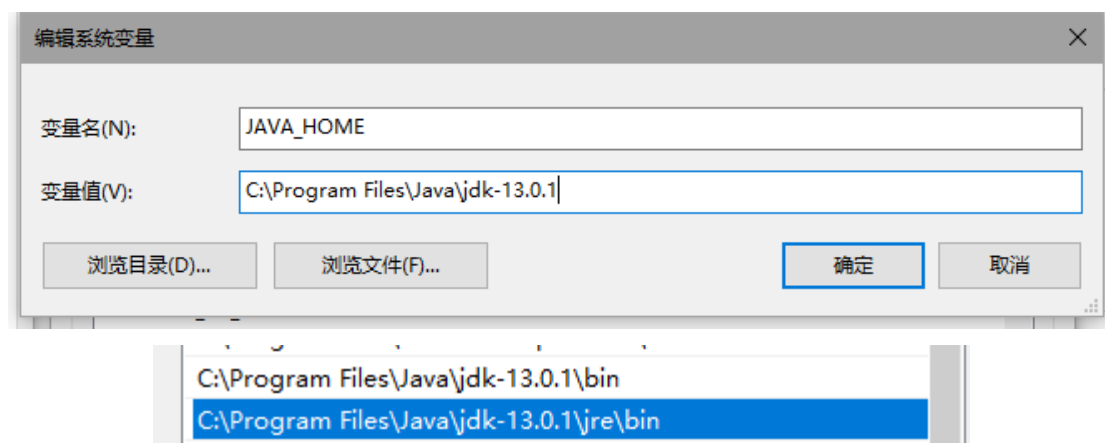 编辑系统变量
变量名(N): JAVA_HOME
变量值(V): C:\Program Files\Java\jdk-13.0.1
浏览目录(D)... 浏览文件(F)... 确定 取消
C:\Program Files\Java\jdk-13.0.1\bin
C:\Program Files\Java\jdk-13.0.1\jre\bin